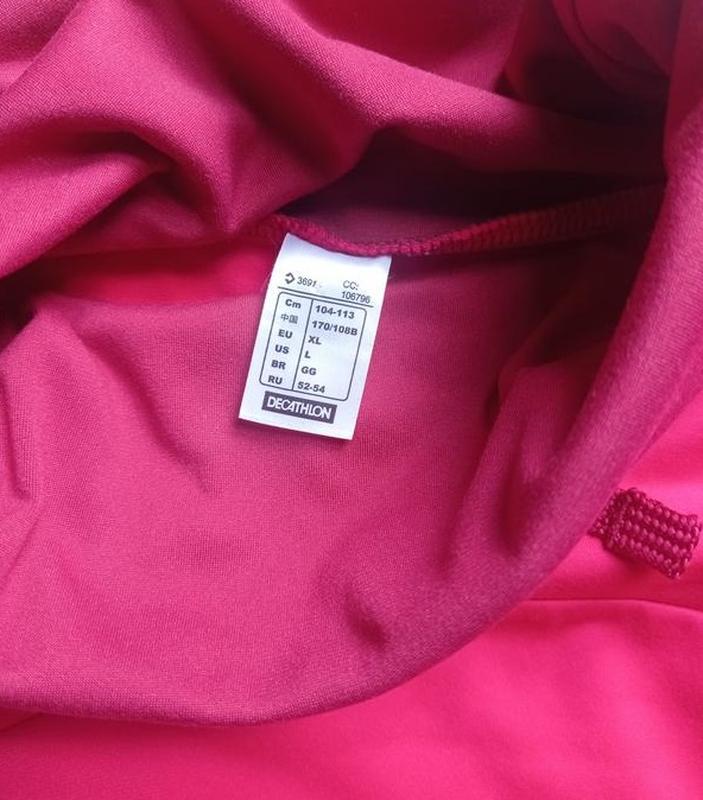 3691 CC:
106796
Cm 104-113
中国 170/108B
EU XL
US L
BR GG
RU 52-54
DECATHLON